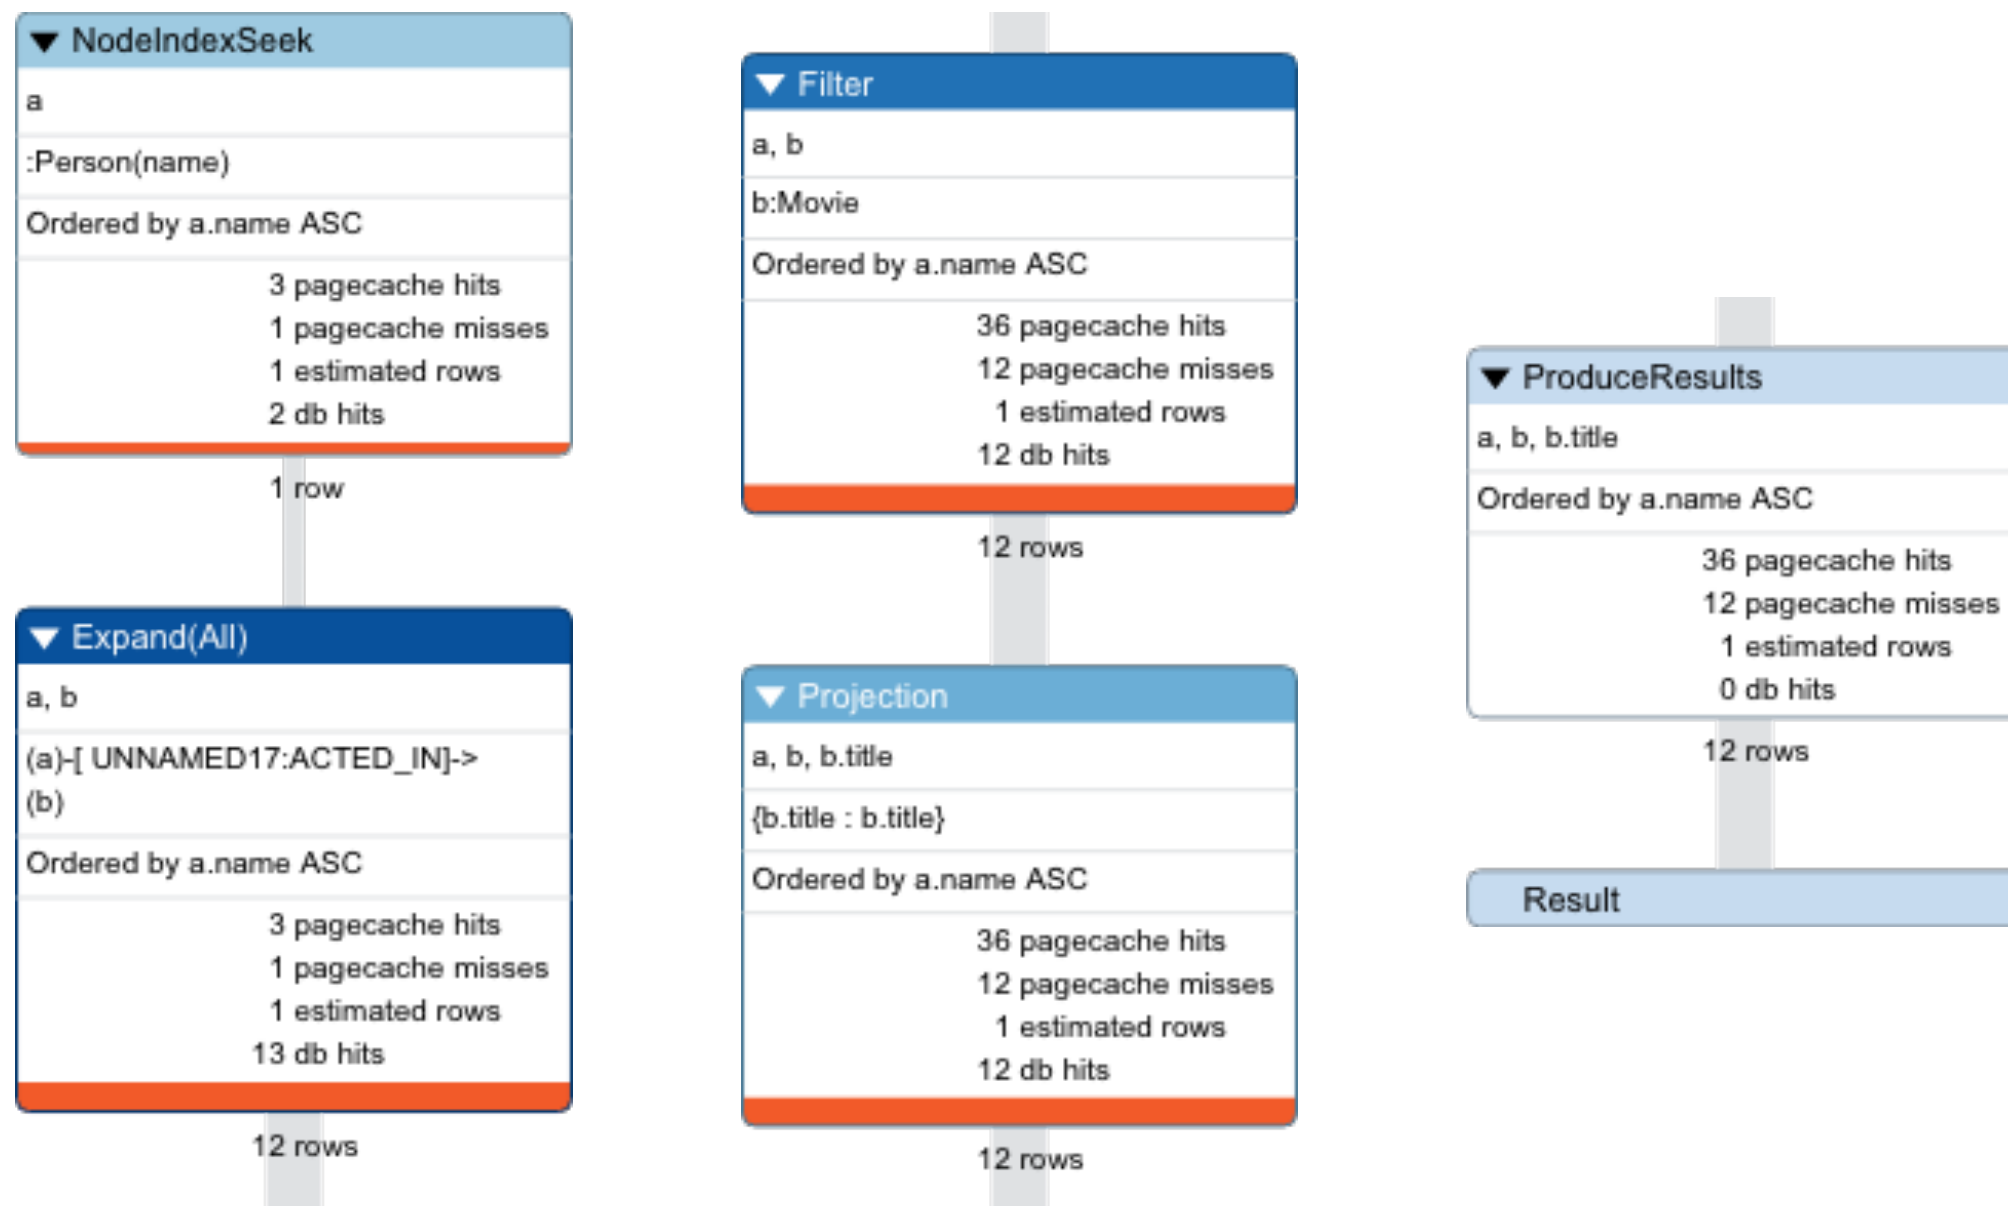 NodeIndexSeek
a
:Person(name)
Ordered by a.name ASC
3 pagecache hits
1 pagecache misses
1 estimated rows
2 db hits
1 row
Expand(All)
a, b
(a)-[ UNNAMED17:ACTED_IN]->
(b)
Ordered by a.name ASC
3 pagecache hits
1 pagecache misses
1 estimated rows
13 db hits
12 rows
Filter
a, b
b:Movie
Ordered by a.name ASC
36 pagecache hits
12 pagecache misses
1 estimated rows
12 db hits
12 rows
Projection
a, b, b.title
{b.title : b.title}
Ordered by a.name ASC
36 pagecache hits
12 pagecache misses
1 estimated rows
12 db hits
12 rows
ProduceResults
a, b, b.title
Ordered by a.name ASC
36 pagecache hits
12 pagecache misses
1 estimated rows
0 db hits
12 rows
Result